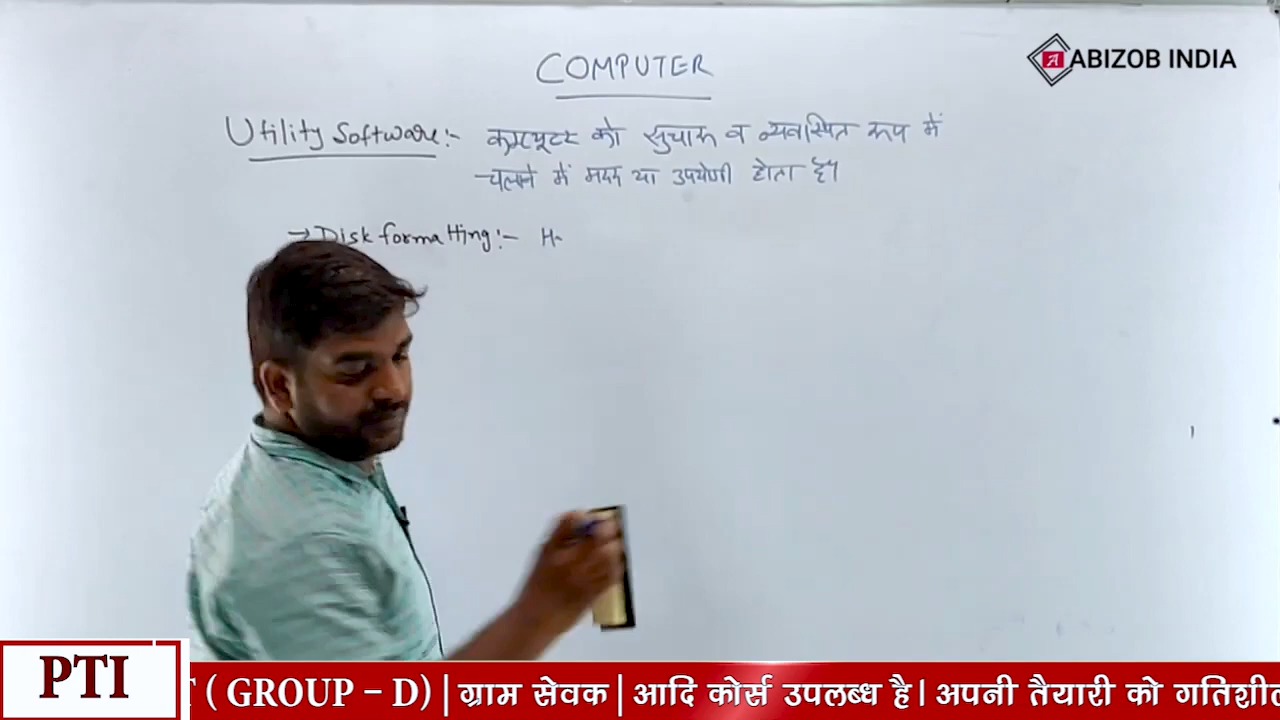 COMPUTER
A ABIZOB INDIA
Utility Software:- कम्प्यूटर को सुचारू व व्यवस्थित रूप में
चलाने में मदद या उपयोगी होता है।
→ Disk formatting:- H
PTI
T ( GROUP – D) | ग्राम सेवक | आदि कोर्स उपलब्ध है। अपनी तैयारी को गतिशील